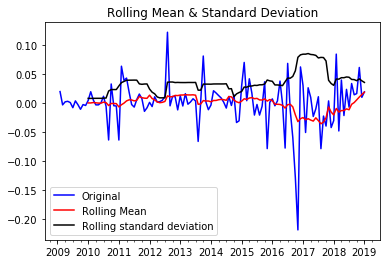 Rolling Mean & Standard Deviation
0.10
0.05
0.00
−0.05
−0.10
−0.15
−0.20
Original
Rolling Mean
Rolling standard deviation
2009 2010 2011 2012 2013 2014 2015 2016 2017 2018 2019